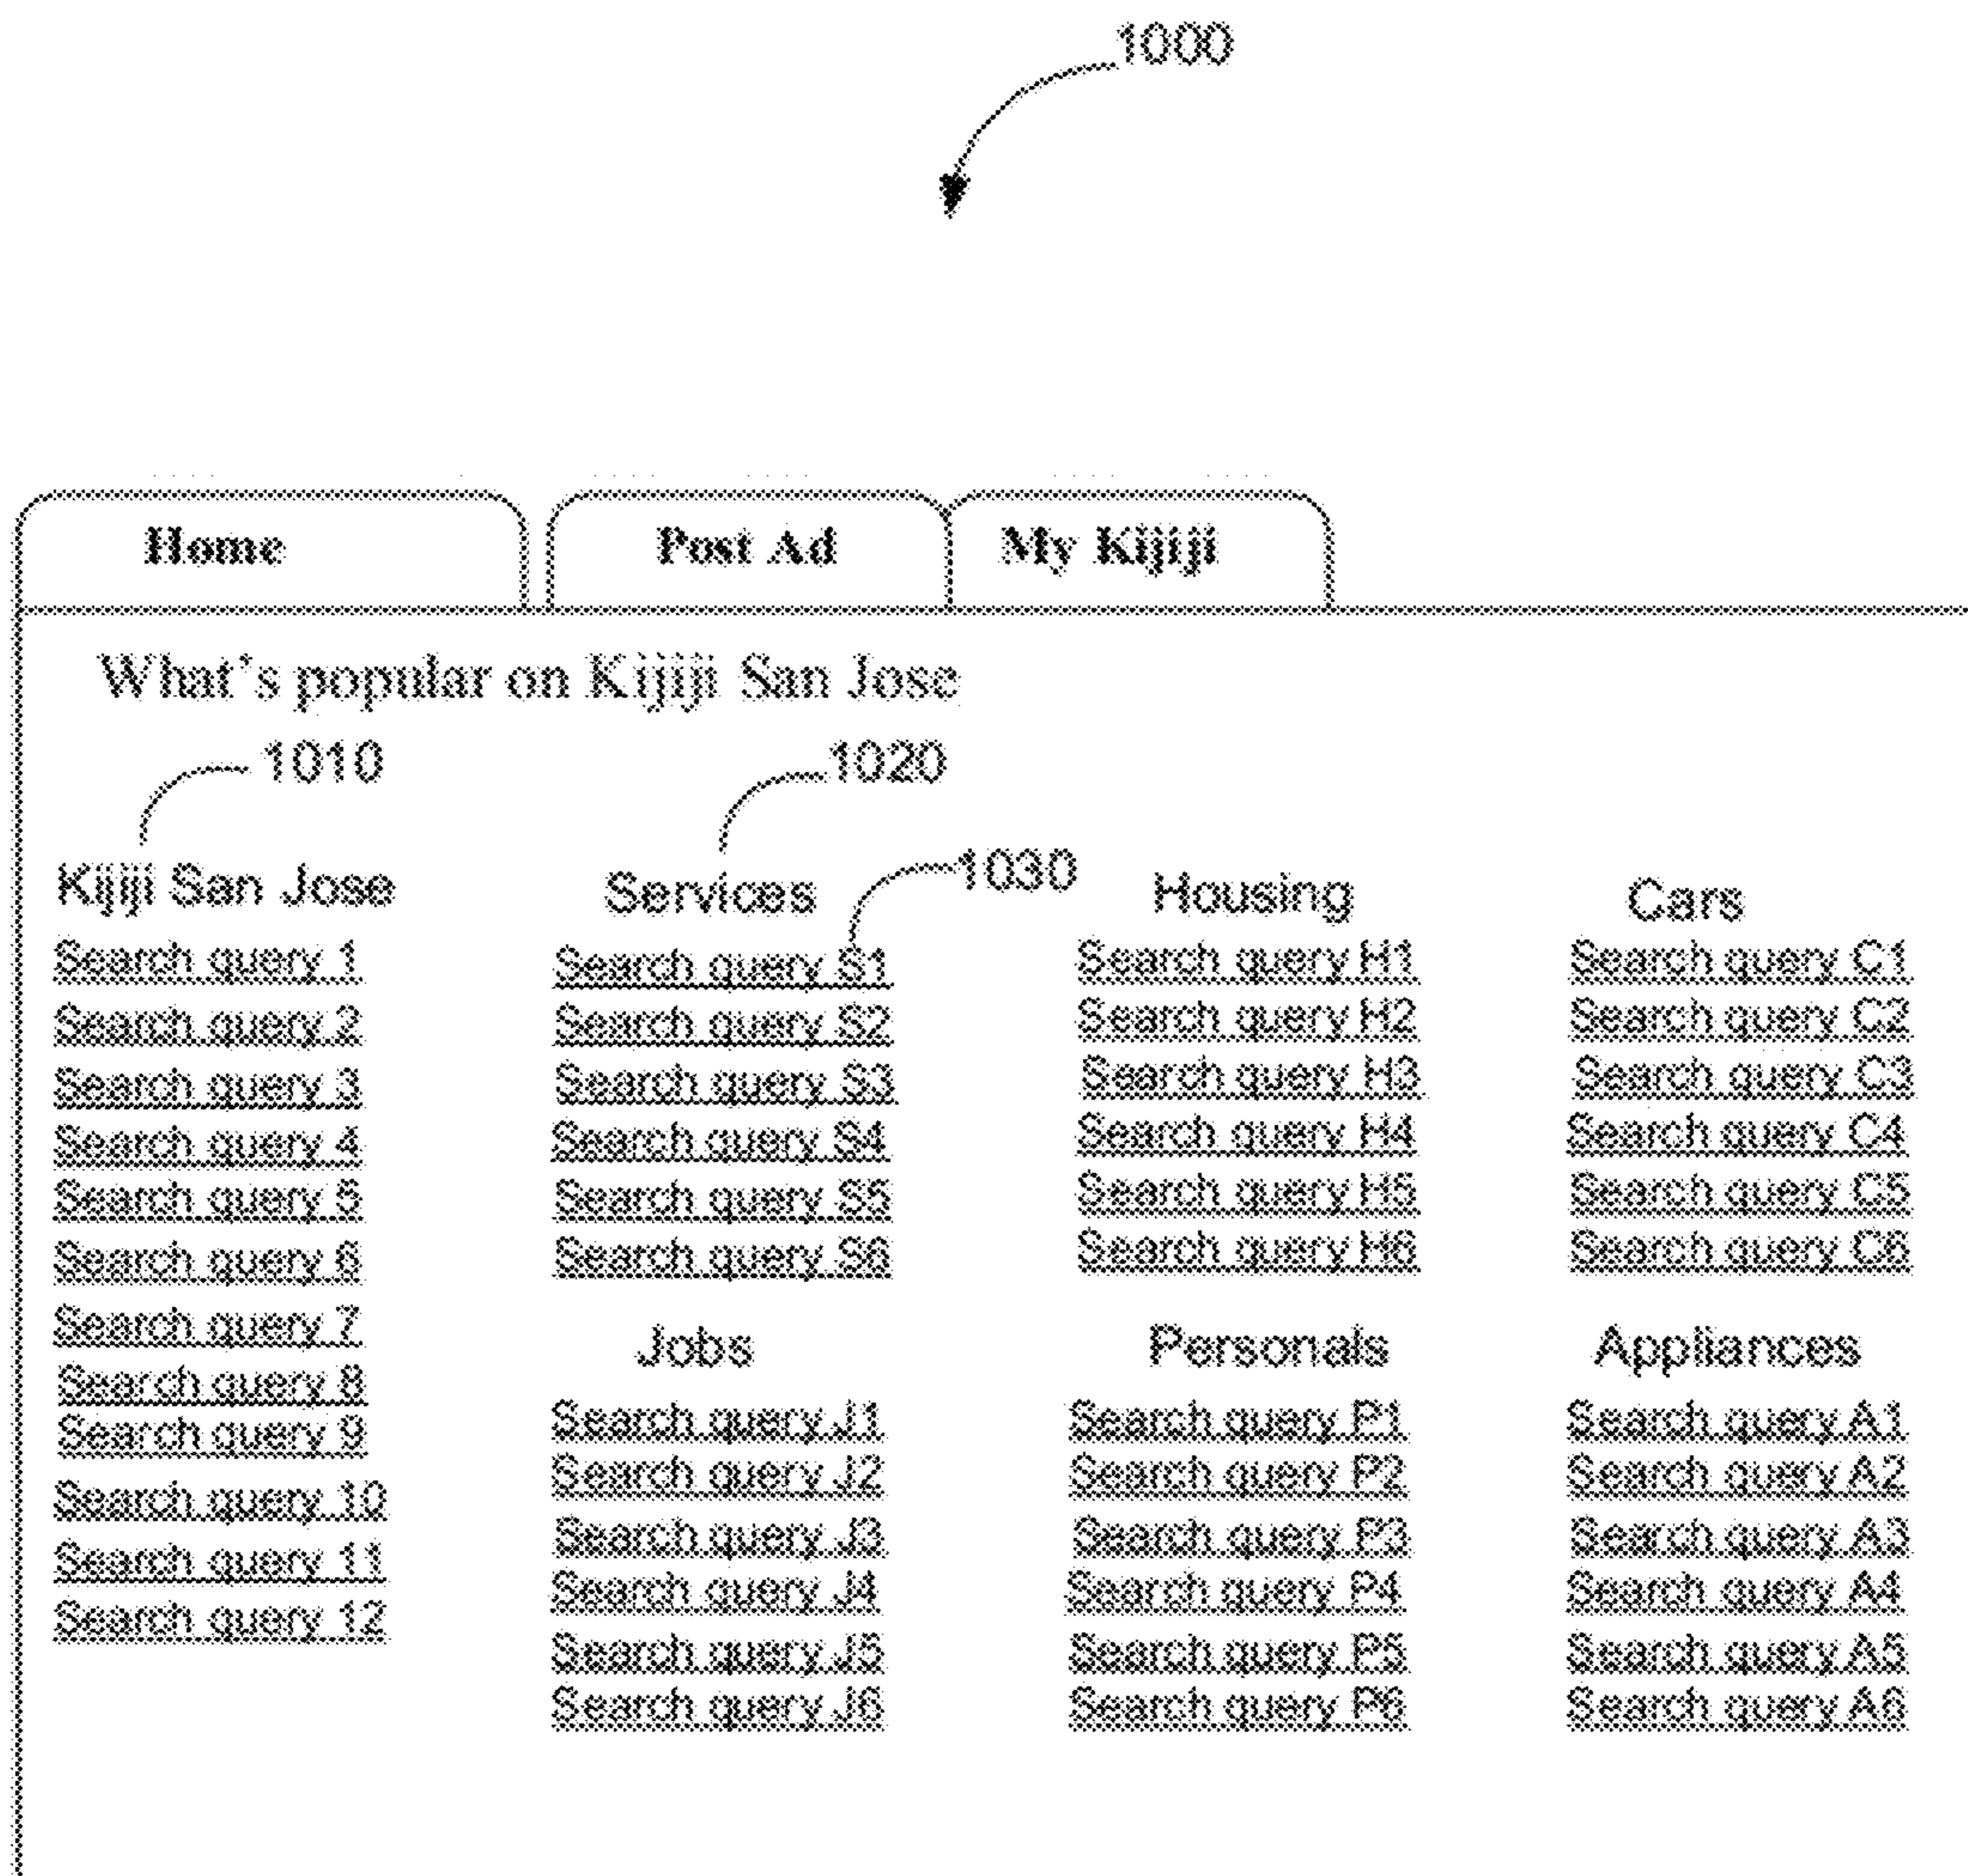 1000
Home
Post Ad
My Kijiji
What's popular on Kijiji San Jose
1010
1020
1030
Kijiji San Jose
Search query 1
Search query 2
Search query 3
Search query 4
Search query 5
Search query 6
Search query 7
Search query 8
Search query 9
Search query 10
Search query 11
Search query 12
Services
Search query S1
Search query S2
Search query S3
Search query S4
Search query S5
Search query S6
Housing
Search query H1
Search query H2
Search query H3
Search query H4
Search query H5
Search query H6
Cars
Search query C1
Search query C2
Search query C3
Search query C4
Search query C5
Search query C6
Jobs
Search query J1
Search query J2
Search query J3
Search query J4
Search query J5
Search query J6
Personals
Search query P1
Search query P2
Search query P3
Search query P4
Search query P5
Search query P6
Appliances
Search query A1
Search query A2
Search query A3
Search query A4
Search query A5
Search query A6